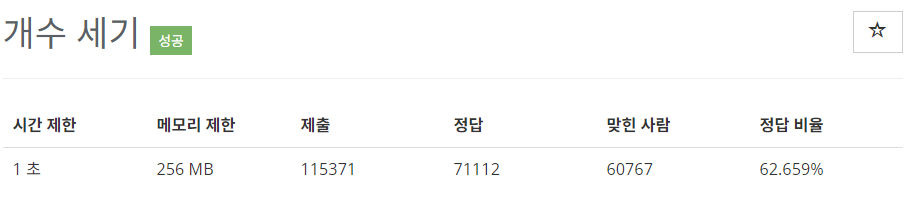 개수 세기 성공
시간 제한 메모리 제한 제출 정답 맞힌 사람 정답 비율
1 초 256 MB 115371 71112 60767 62.659%